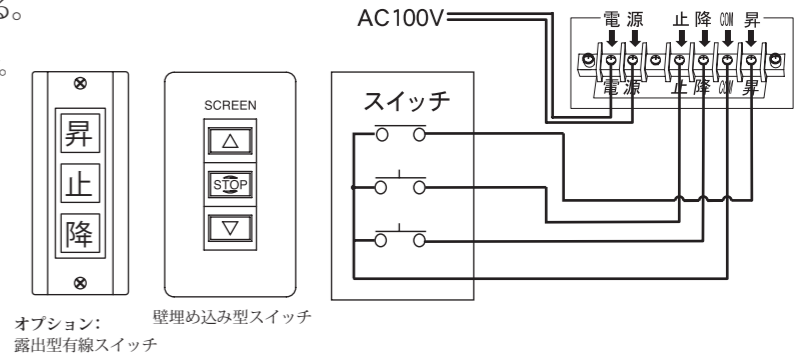 る。
。
AC100V
電 源 止 降 COM 昇
電 源 止 降 COM 昇
スイッチ
SCREEN
STOP
昇
止
降
オプション：
露出型有線スイッチ
壁埋め込み型スイッチ